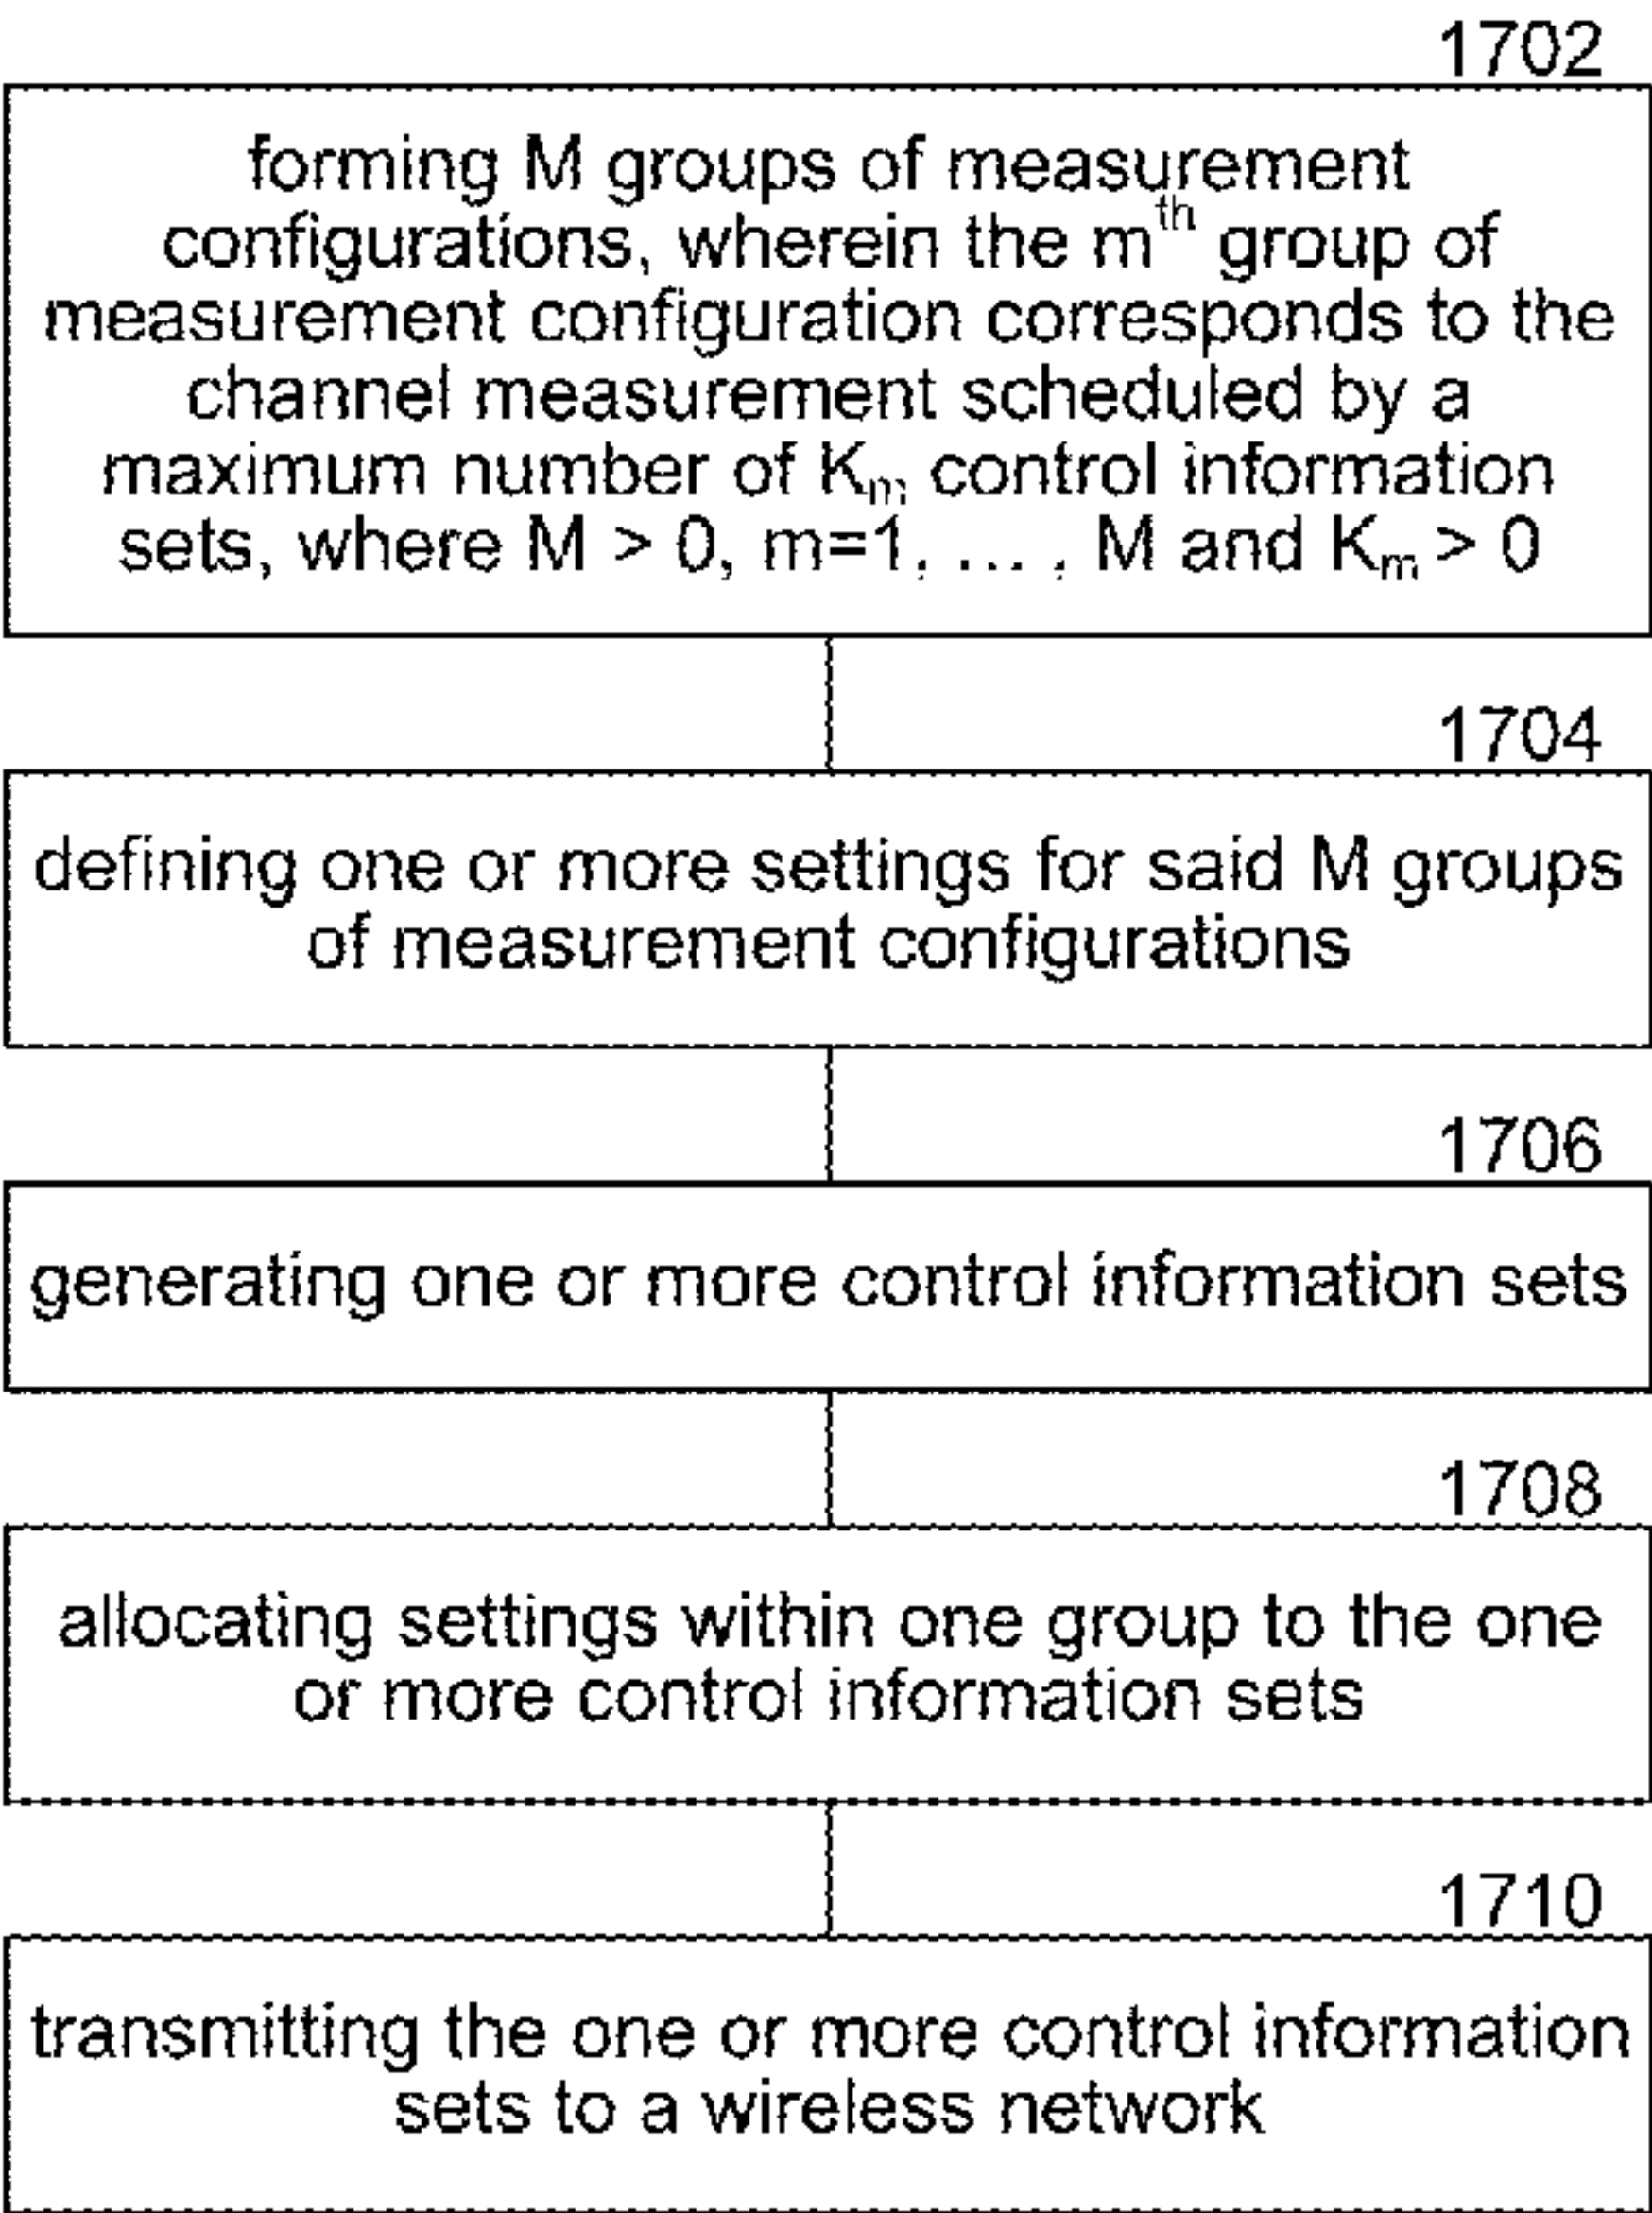 1702
forming M groups of measurement
configurations, wherein the mth group of
measurement configuration corresponds to the
channel measurement scheduled by a
maximum number of Km control information
sets, where M > 0, m=1, ... , M and Km > 0
1704
defining one or more settings for said M groups
of measurement configurations
1706
generating one or more control information sets
1708
allocating settings within one group to the one
or more control information sets
1710
transmitting the one or more control information
sets to a wireless network